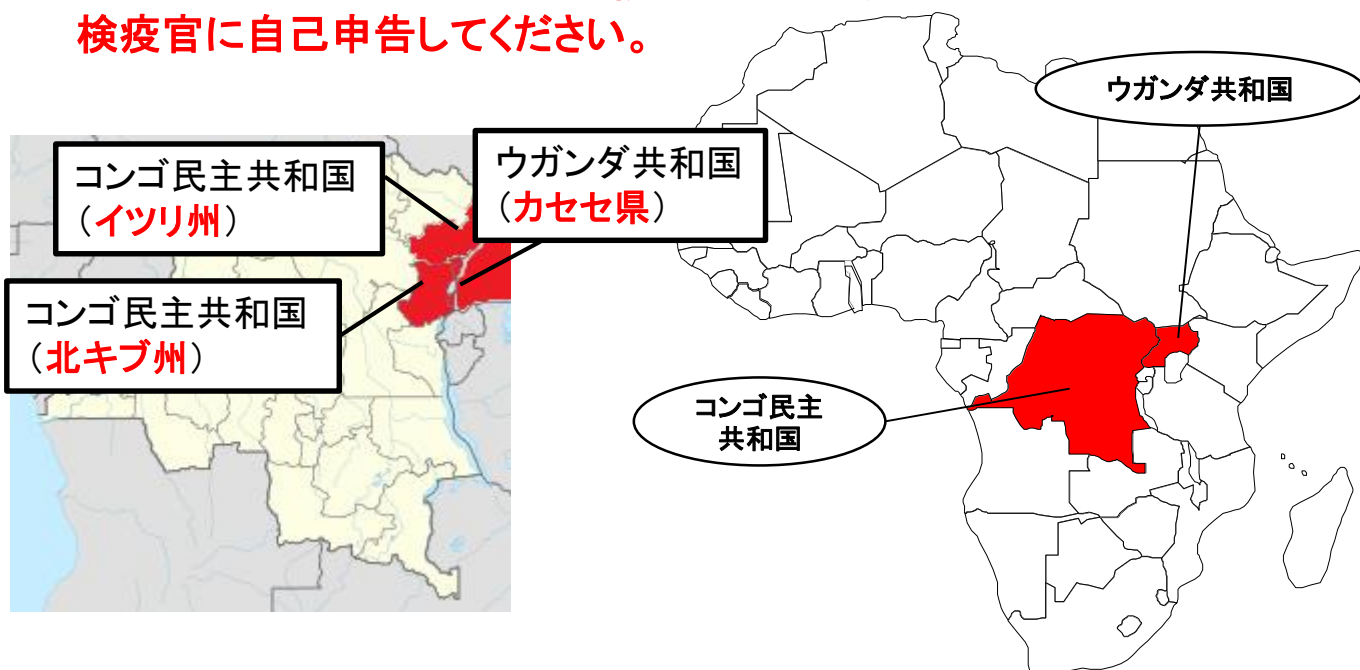 検疫官に自己申告してください。
ウガンダ共和国
コンゴ民主共和国
（イツリ州）
ウガンダ共和国
（カセセ県）
コンゴ民主共和国
（北キブ州）
コンゴ民主
共和国